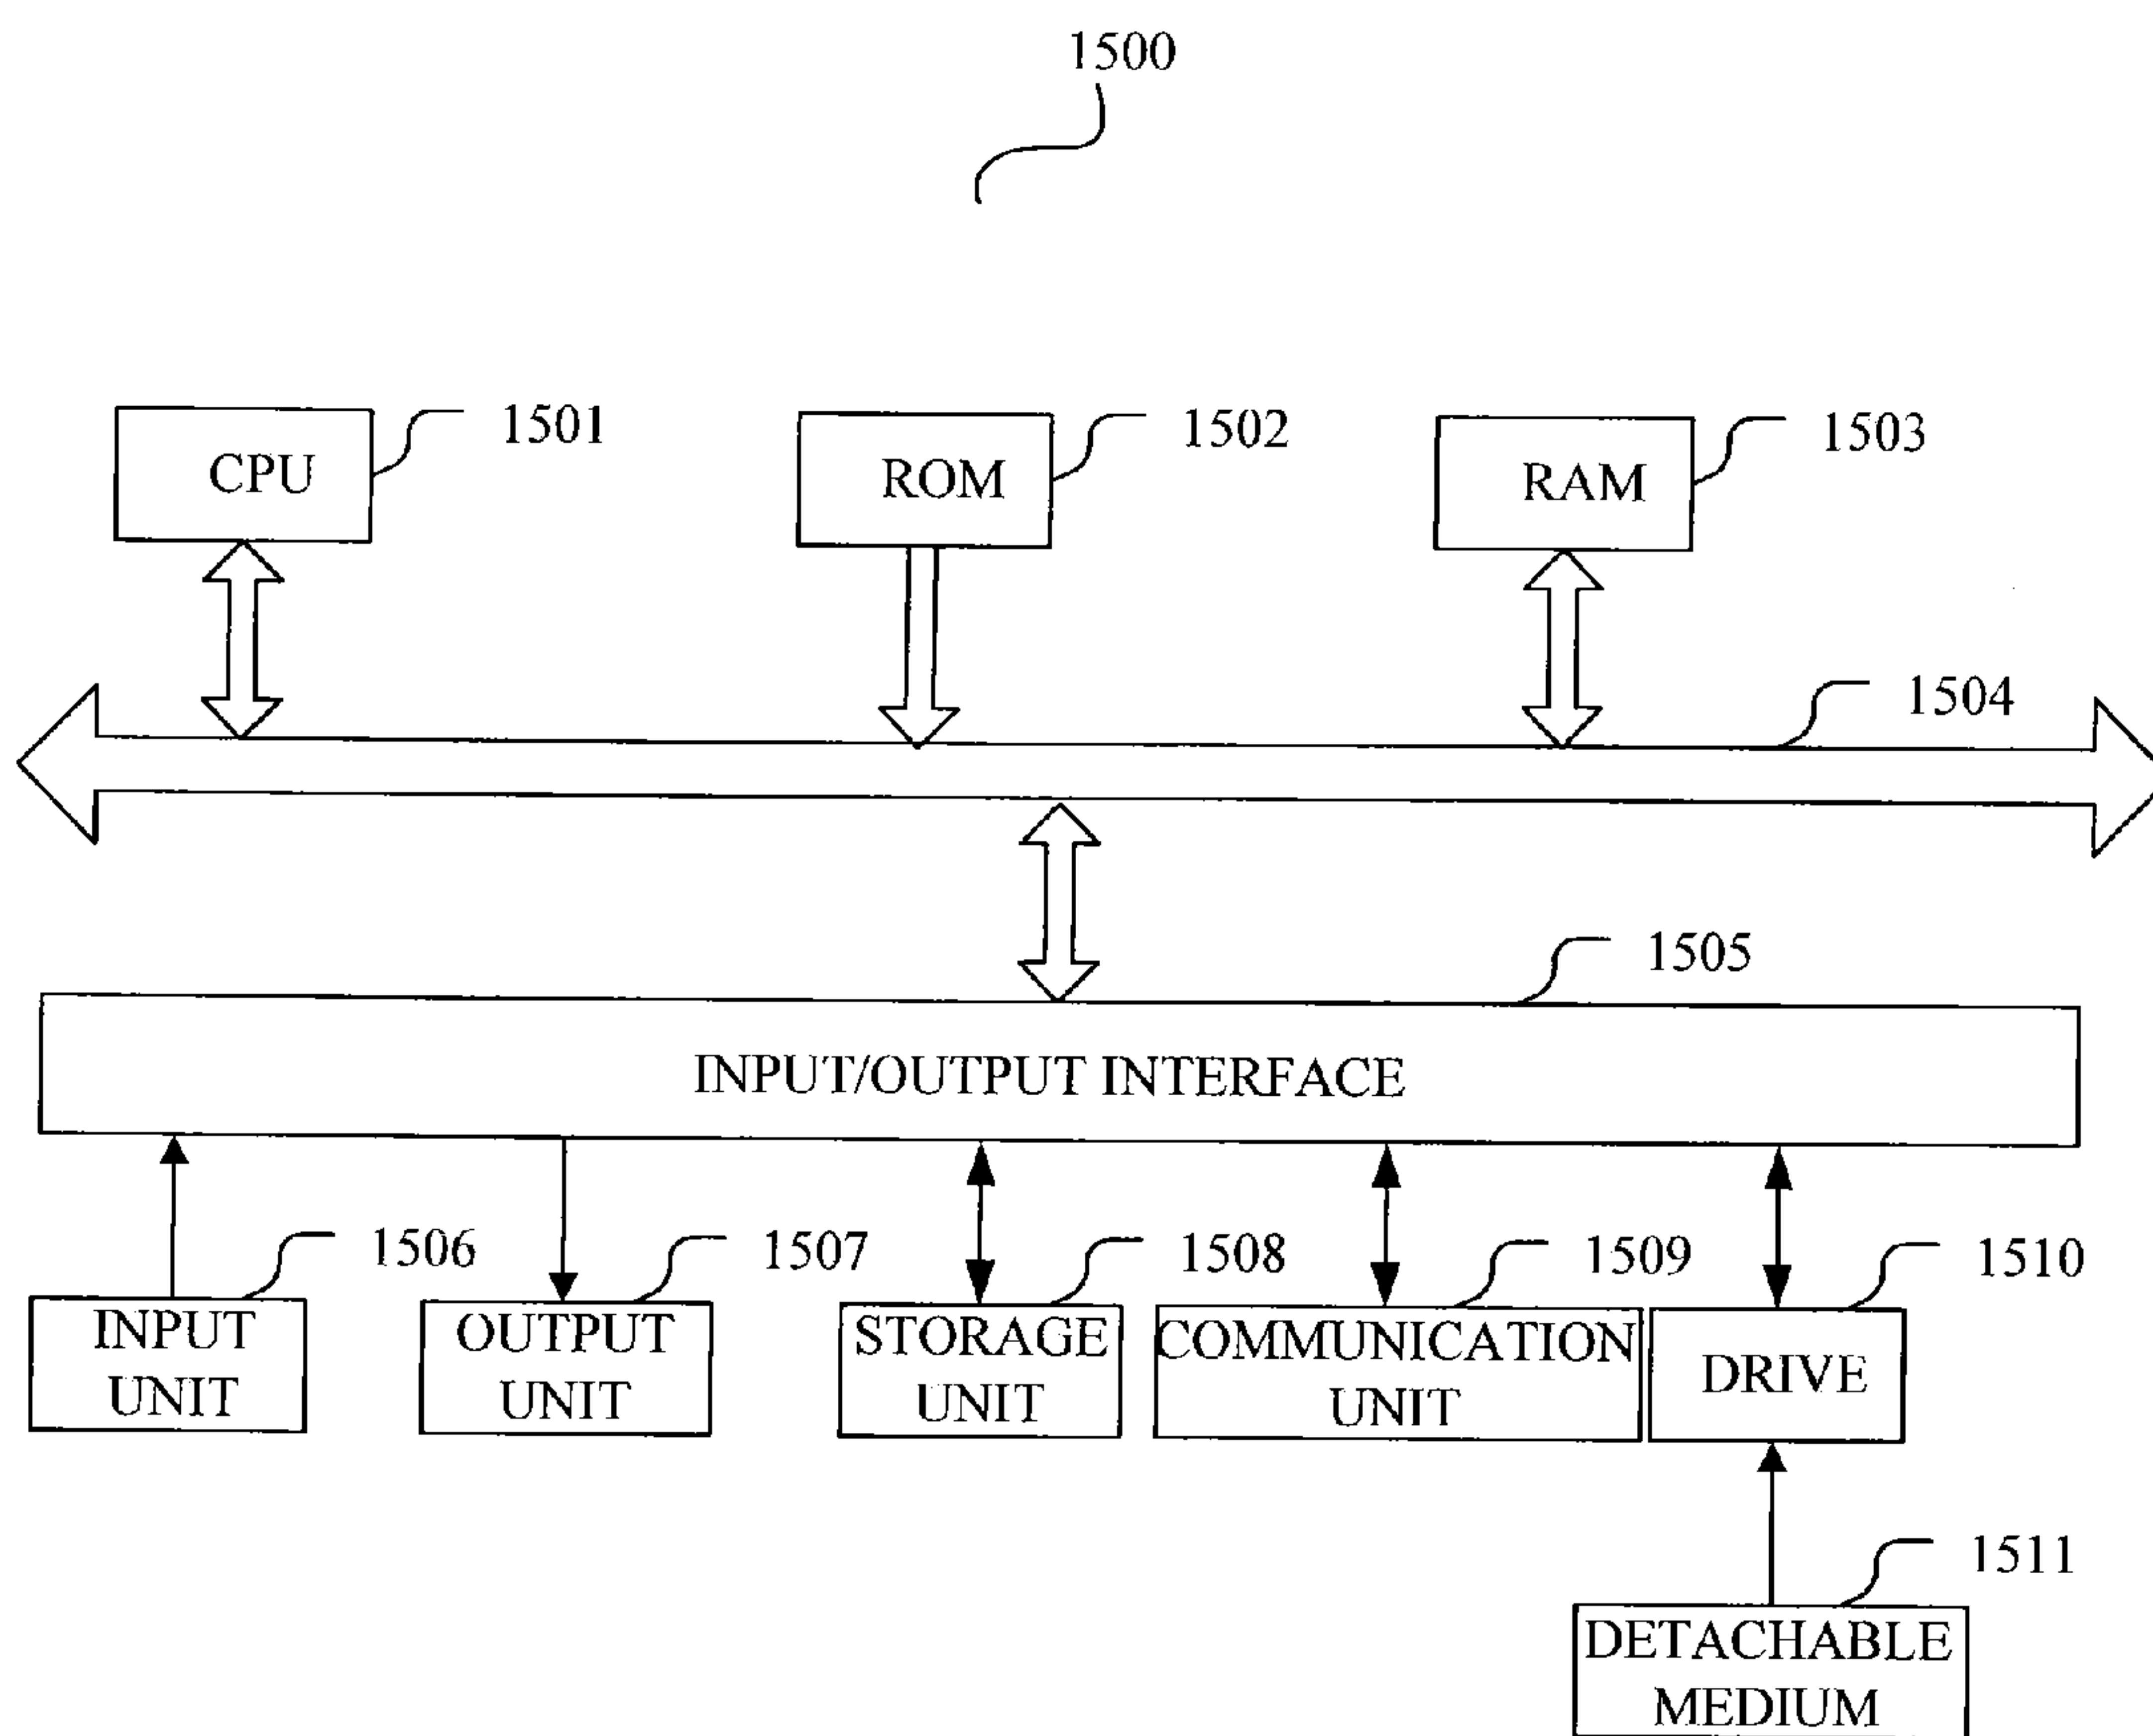 1500
CPU
1501
ROM
1502
RAM
1503
1504
1505
INPUT/OUTPUT INTERFACE
1506
1507
1508
1509
1510
INPUT
UNIT
OUTPUT
UNIT
STORAGE
UNIT
COMMUNICATION
UNIT
DRIVE
1511
DETACHABLE
MEDIUM